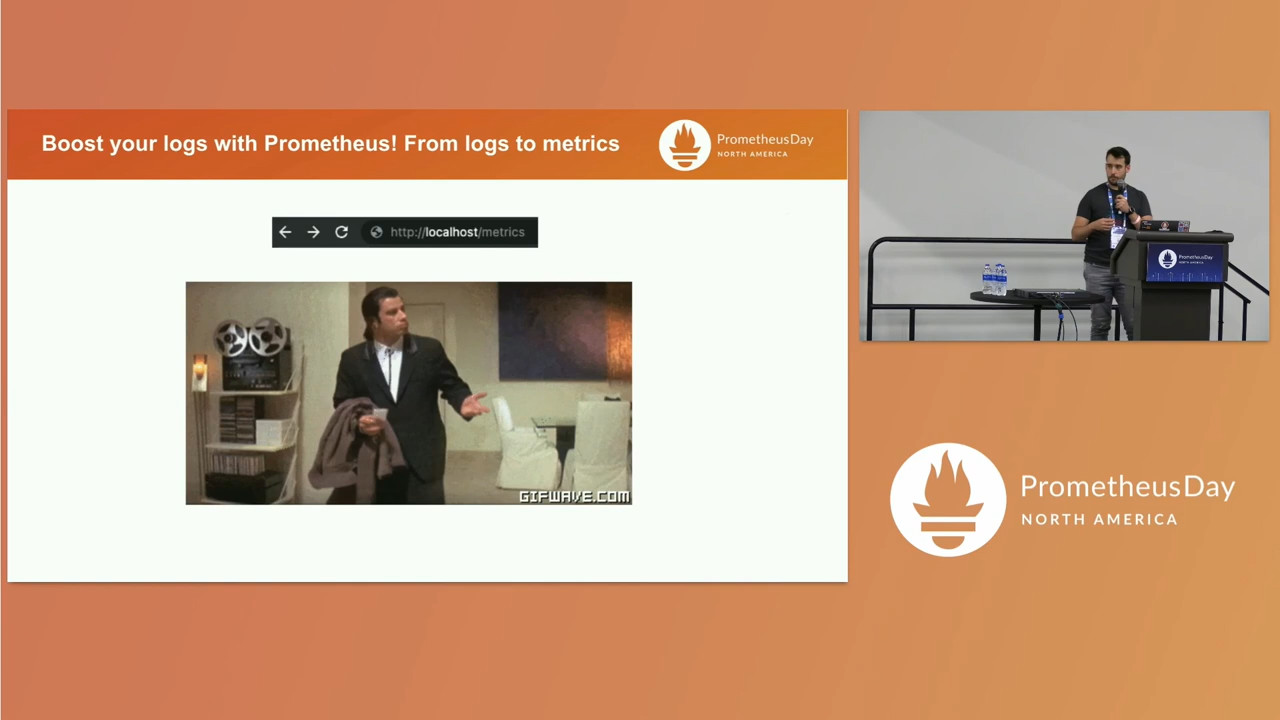 Boost your logs with Prometheus! From logs to metrics
PrometheusDay
NORTH AMERICA
http://localhost/metrics
GIFWAVE.COM
PrometheusDay
PrometheusDay
NORTH AMERICA